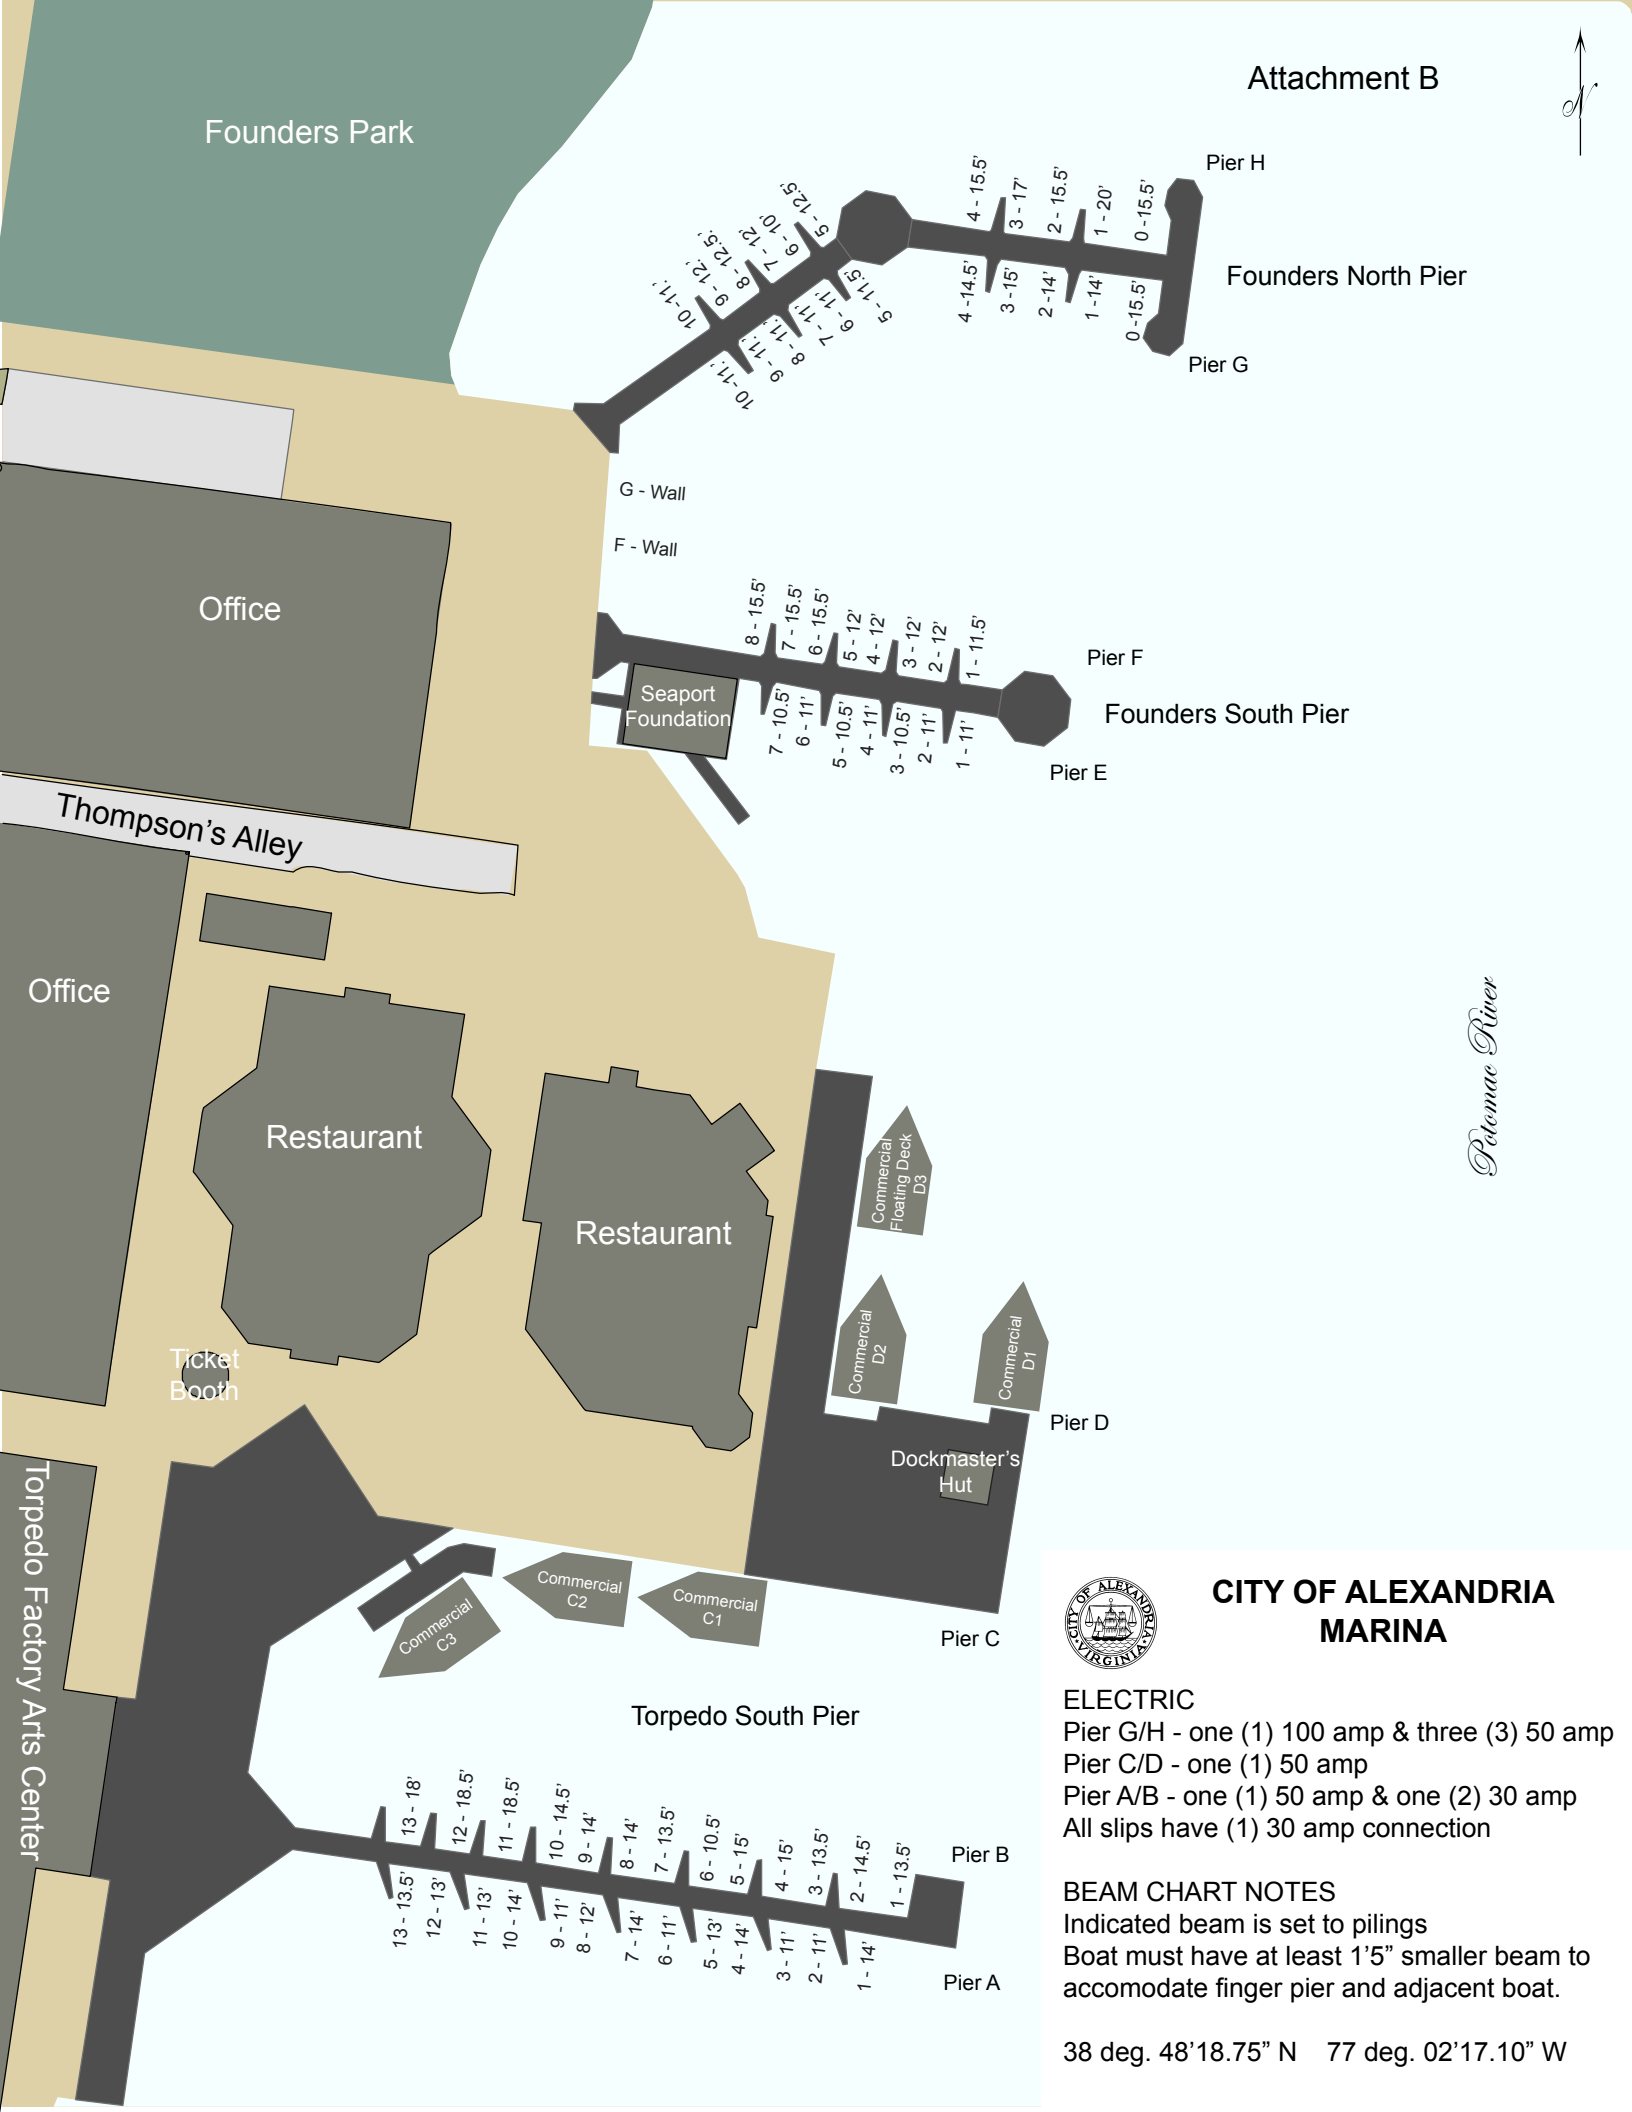 Attachment B
N
Founders Park
Pier H
4 - 15.5’
3 - 17’
2 - 15.5’
1 - 20’
0 -15.5’
5 - 12.5’
6 - 10’
7 - 12’
8 - 12.5,’
9 - 12,’
10 -11,’
Founders North Pier
4 -14.5’
3 -15’
2 -14’
1 -14’
0 -15.5’
5 - 11.5’
6 - 11’
7 - 11’
8 - 11,’
9 - 11,’
10 -11,’
Pier G
G - Wall
F - Wall
Office
8 - 15.5’
7 - 15.5’
6 - 15.5’
5 - 12’
4 - 12’
3 - 12’
2 - 12’
1 - 11.5’
Pier F
Seaport
Foundation
Founders South Pier
7 - 10.5’
6 - 11’
5 - 10.5’
4 - 11’
3 - 10.5’
2 - 11’
1 - 11’
Pier E
Thompson’s Alley
Office
Potomac River
Restaurant
Restaurant
Commercial
Floating Deck
D3
Commercial
D2
Commercial
D1
Ticket
Booth
Pier D
Dockmaster’s
Hut
Torpedo Factory Arts Center
Commercial
C3
Commercial
C2
Commercial
C1
Pier C
Torpedo South Pier
13 - 18’
12 - 18.5’
11 - 18.5’
10 - 14.5’
9 - 14’
8 - 14’
7 - 13.5’
6 - 10.5’
5 - 15’
4 - 15’
3 - 13.5’
2 - 14.5’
1 - 13.5’
Pier B
13 - 13.5’
12 - 13’
11 - 13’
10 - 14’
9 - 11’
8 - 12’
7 - 14’
6 - 11’
5 - 13’
4 - 14’
3 - 11’
2 - 11’
1 - 14’
Pier A
CITY OF ALEXANDRIA
VIRGINIA
CITY OF ALEXANDRIA
MARINA
ELECTRIC
Pier G/H - one (1) 100 amp & three (3) 50 amp
Pier C/D - one (1) 50 amp
Pier A/B - one (1) 50 amp & one (2) 30 amp
All slips have (1) 30 amp connection
BEAM CHART NOTES
Indicated beam is set to pilings
Boat must have at least 1’5” smaller beam to
accomodate finger pier and adjacent boat.
38 deg. 48’18.75” N 77 deg. 02’17.10” W